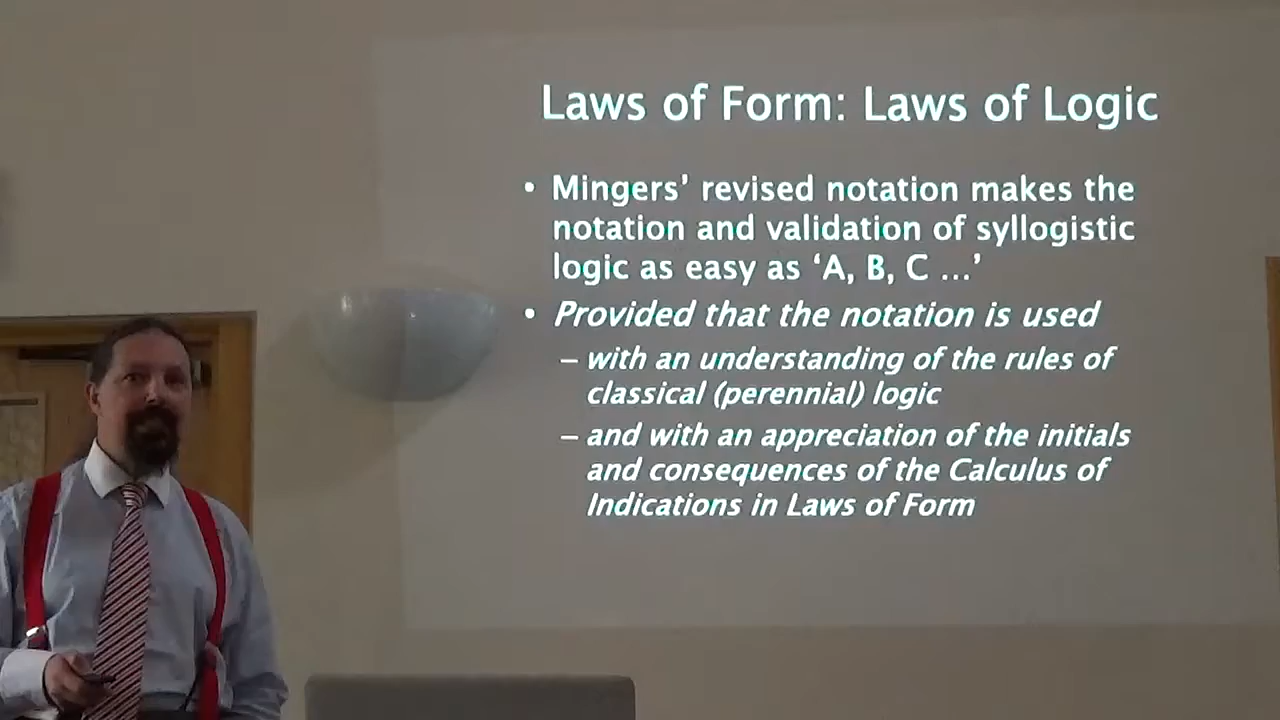 Laws of Form: Laws of Logic
• Mingers’ revised notation makes the
notation and validation of syllogistic
logic as easy as ‘A, B, C ...’
• Provided that the notation is used
– with an understanding of the rules of
classical (perennial) logic
– and with an appreciation of the initials
and consequences of the Calculus of
Indications in Laws of Form